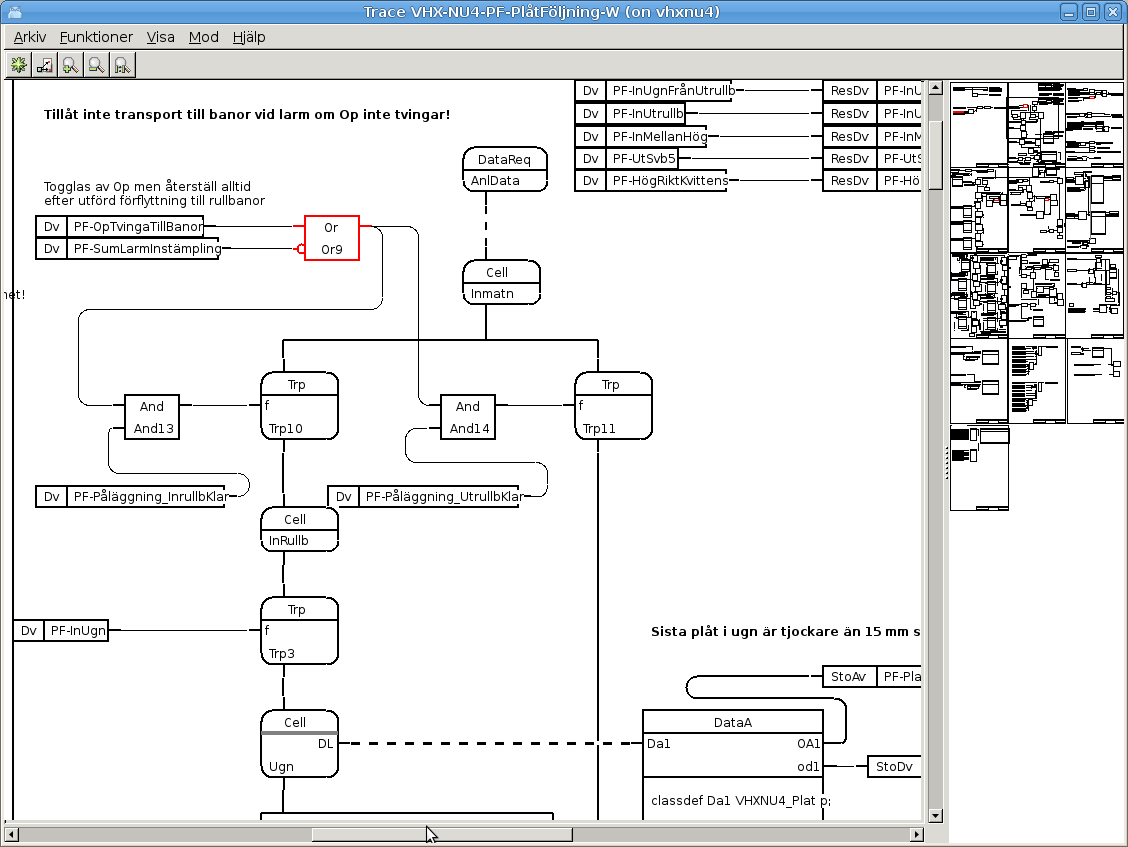 Trace VHX-NU4-PF-PlåtFöljning-W (on vhxnu4)
Arkiv Funktioner Visa Mod Hjälp
Dv PF-InUgnFrånUtrullb ResDv PF-InU
Tillåt inte transport till banor vid larm om Op inte tvingar!
Dv PF-InUtrullb ResDv PF-InU
Dv PF-InMellanHög ResDv PF-InM
Dv PF-UtSvb5 ResDv PF-UtS
Dv PF-HögRiktKvittens ResDv PF-Hö
DataReq
AnlData
Togglas av Op men återställ alltid
efter utförd förflyttning till rullbanor
Dv PF-OpTvingaTillBanor Or
Dv PF-SumLarmInstämpling Or9
Cell
Inmatn
net!
Trp Trp
And f And f
And13 Trp10 And14 Trp11
Dv PF-Påläggning_InrullbKlar Dv PF-Påläggning_UtrullbKlar
Cell
InRullb
Trp
Dv PF-InUgn f
Trp3
Sista plåt i ugn är tjockare än 15 mm s
StoAv PF-Pla
Cell DataA
DL Da1 OA1
Ugn od1 StoDv
classdef Da1 VHXNU4_Plat p;